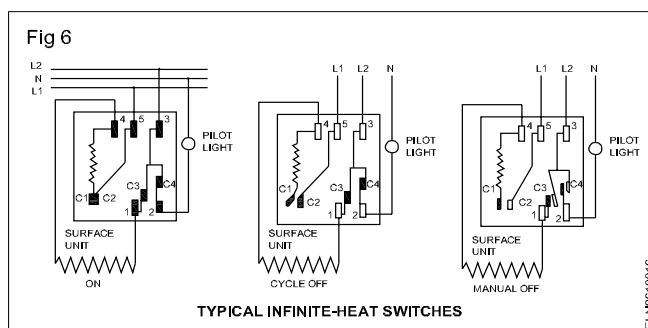 Fig 6
L2
N
L1
4 5 3
PILOT
LIGHT
C1 C2 C3 C4
1 2
SURFACE
UNIT
ON
L1 L2 N
4 5 3
PILOT
LIGHT
C1 C2 C3 C4
1 2
SURFACE
UNIT
CYCLE OFF
L1 L2 N
4 5 3
PILOT
LIGHT
C1 C2 C3 C4
1 2
SURFACE
UNIT
MANUAL OFF
TYPICAL INFINITE-HEAT SWITCHES